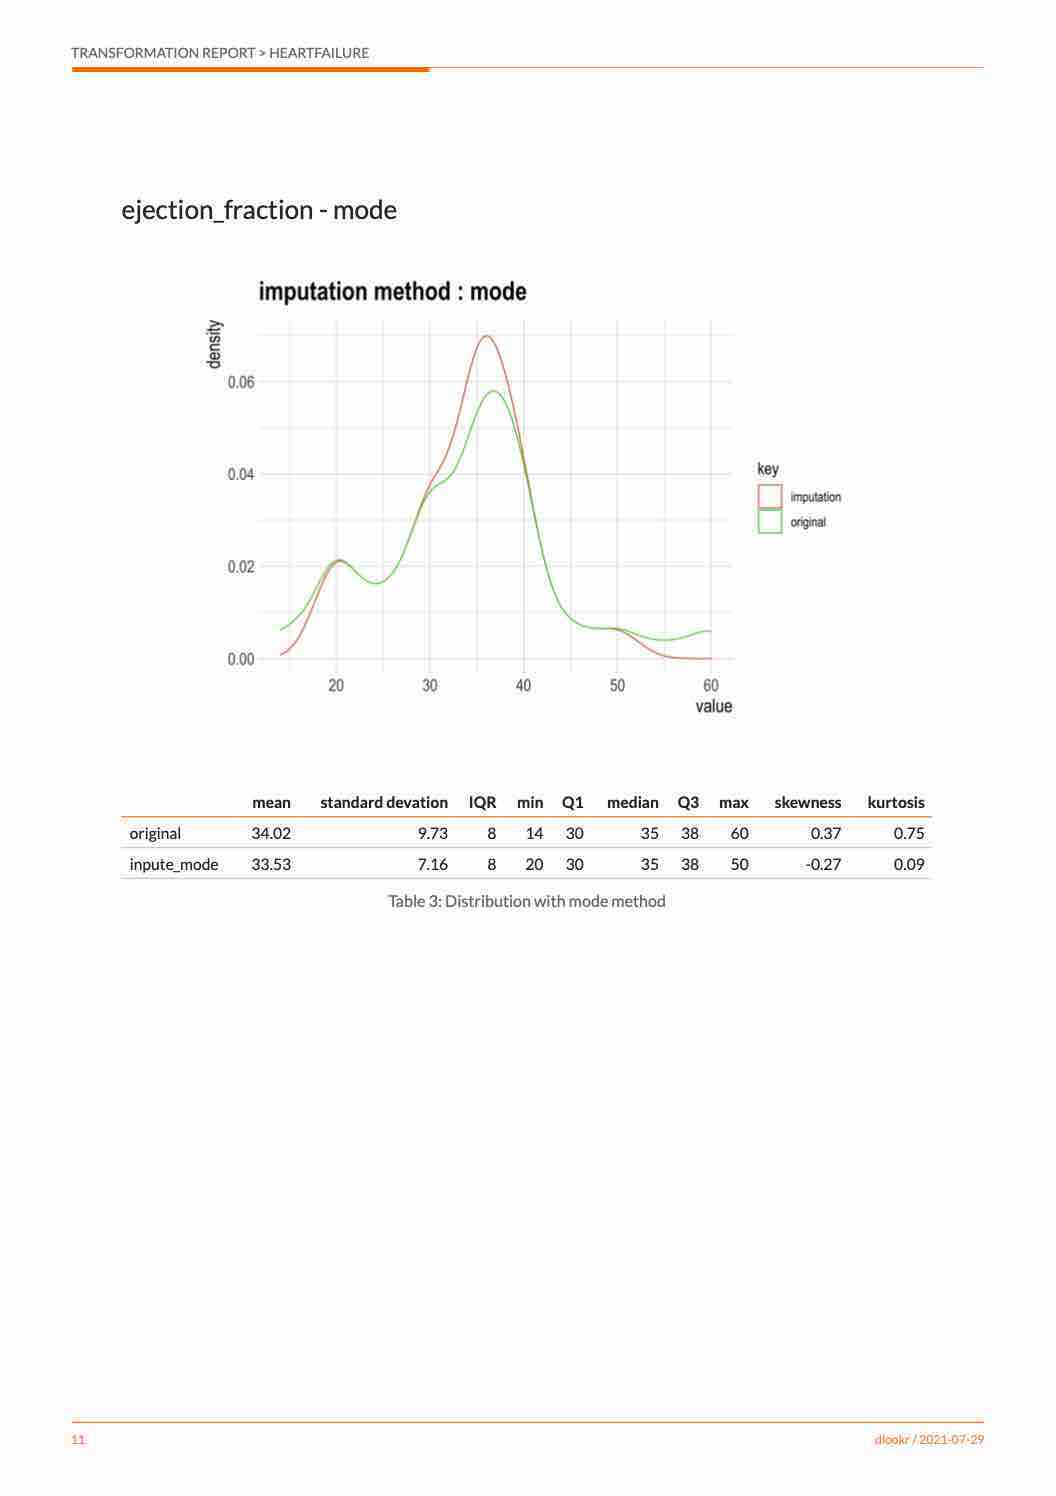 TRANSFORMATION REPORT > HEARTFAILURE
ejection_fraction - mode
imputation method : mode
density
0.06
0.04
0.02
0.00
20 30 40 50 60
value
key
imputation
original
mean standard devation IQR min Q1 median Q3 max skewness kurtosis
original 34.02 9.73 8 14 30 35 38 60 0.37 0.75
inpute_mode 33.53 7.16 8 20 30 35 38 50 -0.27 0.09
Table 3: Distribution with mode method
11 dlookr / 2021-07-29